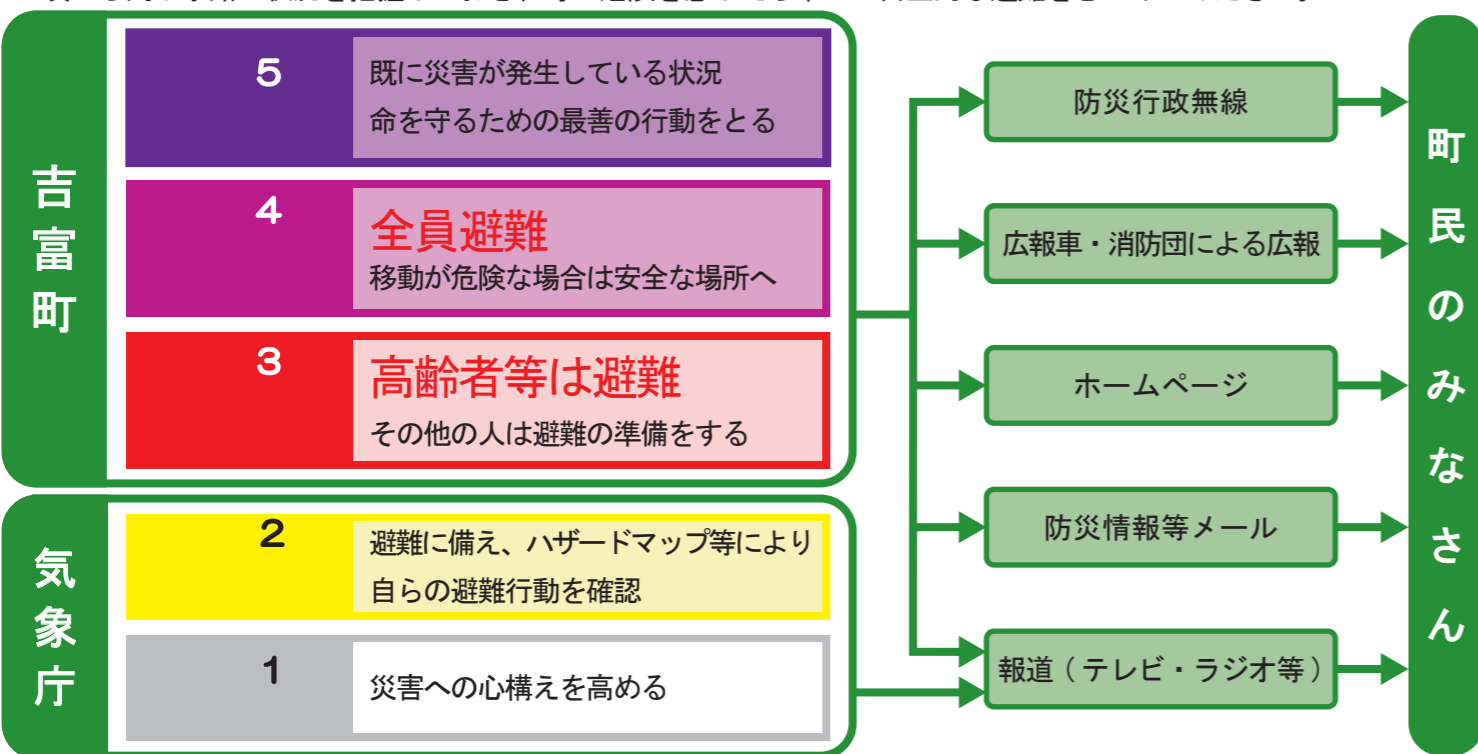 吉富町
5
既に災害が発生している状況
命を守るための最善の行動をとる
4
全員避難
移動が危険な場合は安全な場所へ
3
高齢者等は避難
その他の人は避難の準備をする
気象庁
2
避難に備え、ハザードマップ等により
自らの避難行動を確認
1
災害への心構えを高める
防災行政無線
広報車・消防団による広報
ホームページ
防災情報等メール
報道（テレビ・ラジオ等）
町民のみなさん